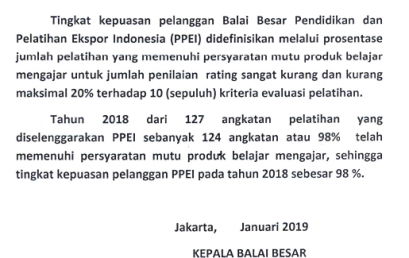 Tingkat kepuasan pelanggan Balai Besar Pendidikan dan
Pelatihan Ekspor Indonesia (PPEI) didefinisikan melalui prosentase
jumlah pelatihan yang memenuhi persyaratan mutu produk belajar
mengajar untuk jumlah penilaian rating sangat kurang dan kurang
maksimal 20% terhadap 10 (sepuluh) kriteria evaluasi pelatihan.
Tahun 2018 dari 127 angkatan pelatihan yang
diselenggarakan PPEI sebanyak 124 angkatan atau 98% telah
memenuhi persyaratan mutu produk belajar mengajar, sehingga
tingkat kepuasan pelanggan PPEI pada tahun 2018 sebesar 98 %.
Jakarta, Januari 2019
KEPALA BALAI BESAR